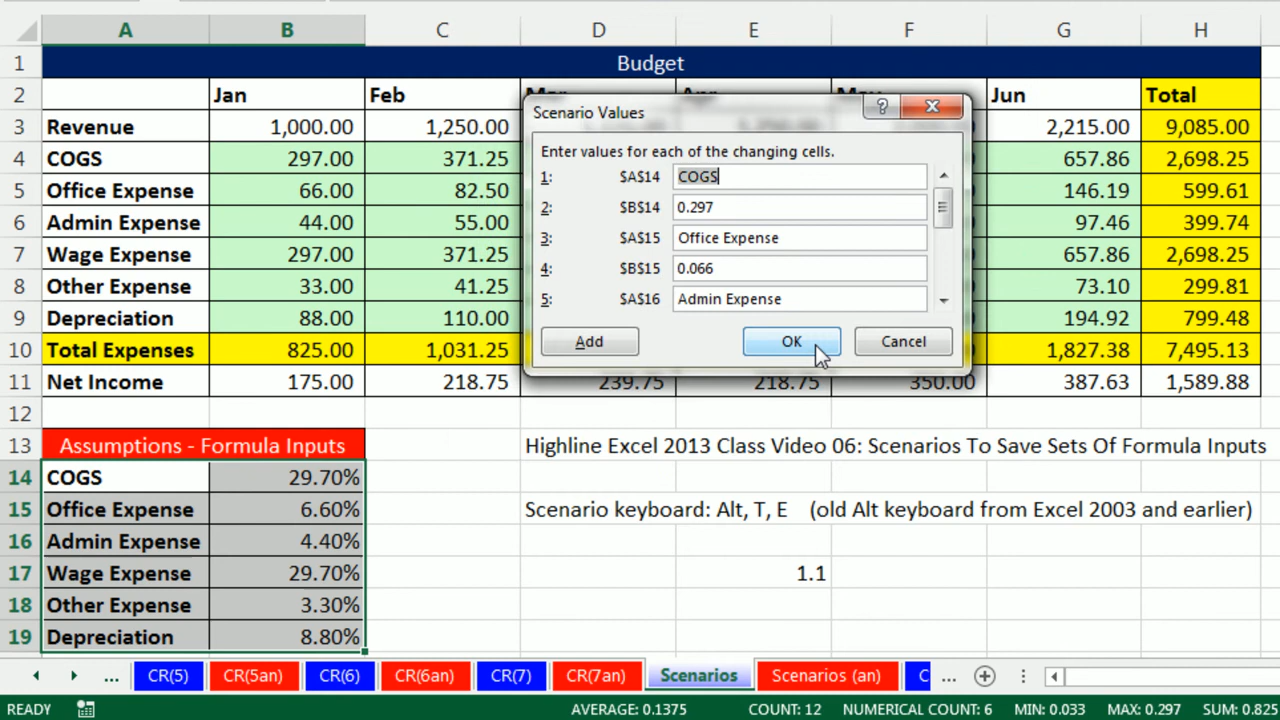 A B C D E F G H
1 Budget
2 Jan Feb Jun Total
3 Revenue 1,000.00 1,250.00 2,215.00 9,085.00
4 COGS 297.00 371.25 657.86 2,698.25
5 Office Expense 66.00 82.50 146.19 599.61
6 Admin Expense 44.00 55.00 97.46 399.74
7 Wage Expense 297.00 371.25 657.86 2,698.25
8 Other Expense 33.00 41.25 73.10 299.81
9 Depreciation 88.00 110.00 194.92 799.48
10 Total Expenses 825.00 1,031.25 1,827.38 7,495.13
11 Net Income 175.00 218.75 239.75 218.75 350.00 387.63 1,589.88
Scenario Values
?
Enter values for each of the changing cells.
1: $A$14 COGS
2: $B$14 0.297
3: $A$15 Office Expense
4: $B$15 0.066
5: $A$16 Admin Expense
Add OK Cancel
12
13 Assumptions - Formula Inputs Highline Excel 2013 Class Video 06: Scenarios To Save Sets Of Formula Inputs
14 COGS 29.70%
15 Office Expense 6.60% Scenario keyboard: Alt, T, E (old Alt keyboard from Excel 2003 and earlier)
16 Admin Expense 4.40%
17 Wage Expense 29.70% 1.1
18 Other Expense 3.30%
19 Depreciation 8.80%
... CR(5) CR(5an) CR(6) CR(6an) CR(7) CR(7an) Scenarios Scenarios (an) C ...
READY AVERAGE: 0.1375 COUNT: 12 NUMERICAL COUNT: 6 MIN: 0.033 MAX: 0.297 SUM: 0.825